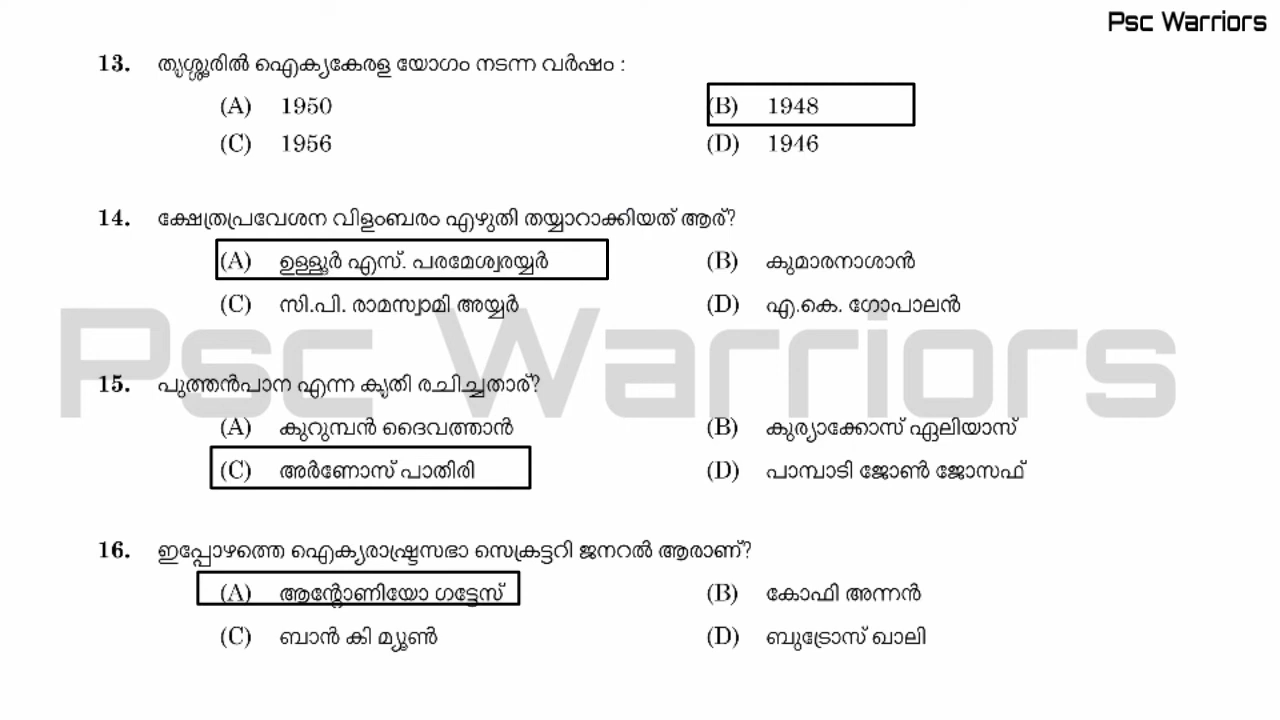 Psc Warriors
13. തൃശ്ശൂരിൽ ഐക്യകേരള യോഗം നടന്ന വർഷം :
(A) 1950 (B) 1948
(C) 1956 (D) 1946
14. ക്ഷേത്രപ്രവേശന വിളംബരം എഴുതി തയ്യാറാക്കിയത് ആര്?
(A) ഉള്ളൂർ എസ്. പരമേശ്വരയ്യർ (B) കുമാരനാശാൻ
(C) സി.പി. രാമസ്വാമി അയ്യർ (D) എ.കെ. ഗോപാലൻ
Psc Warriors
15. പുത്തൻപാന എന്ന കൃതി രചിച്ചതാര്?
(A) കുറുമ്പൻ ദൈവത്താൻ (B) കുര്യാക്കോസ് ഏലിയാസ്
(C) അർണോസ് പാതിരി (D) പാമ്പാടി ജോൺ ജോസഫ്
16. ഇപ്പോഴത്തെ ഐക്യരാഷ്ട്രസഭാ സെക്രട്ടറി ജനറൽ ആരാണ്?
(A) ആന്റോണിയോ ഗട്ടേസ് (B) കോഫി അന്നൻ
(C) ബാൻ കി മ്യൂൺ (D) ബുട്രോസ് ഖാലി